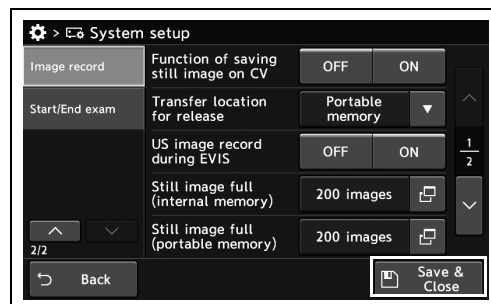 > System setup
Image record
Start/End exam
2/2
Function of saving
still image on CV
OFF ON
Transfer location
for release
Portable
memory
US image record
during EVIS
OFF ON
Still image full
(internal memory)
200 images
Still image full
(portable memory)
200 images
1
2
Back
Save &
Close